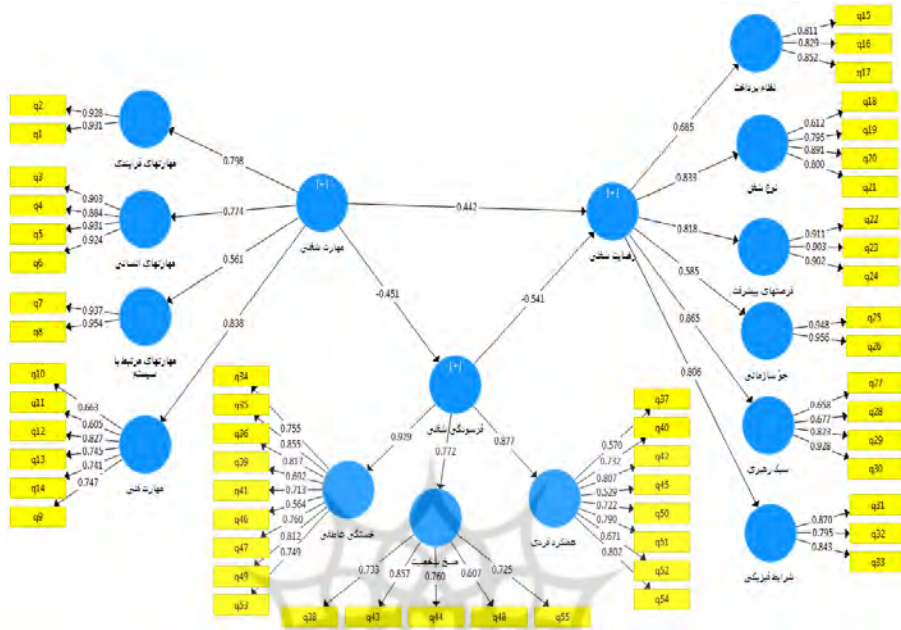 q2
q1
0.928
0.931
مهارتهای فرایندی
q3
q4
q5
q6
0.903
0.884
0.931
0.924
مهارتهای انسانی
q7
q8
0.937
0.954
مهارتهای مرتبط با
سیستم
q10
q11
q12
q13
q14
q9
0.663
0.605
0.827
0.745
0.741
0.747
مهارت فنی
0.798
0.774
0.561
0.838
[+]
مهارت شغلی
0.442
-0.451
-0.541
[+]
رضایت شغلی
[+]
فرسودگی شغلی
0.929
0.772
0.877
q34
q35
q36
q39
q41
q46
q47
q49
q53
0.755
0.855
0.817
0.692
0.713
0.564
0.760
0.812
0.749
خستگی عاطفی
مسخ شخصیت
0.733
0.857
0.760
0.607
0.725
q38
q43
q44
q48
q55
عملکرد فردی
0.570
0.732
0.807
0.529
0.722
0.790
0.671
0.802
q37
q40
q42
q45
q50
q51
q52
q54
0.685
0.833
0.818
0.585
0.865
0.806
نظام پرداخت
0.811
0.829
0.852
q15
q16
q17
نوع شغل
0.612
0.795
0.891
0.800
q18
q19
q20
q21
فرصتهای پیشرفت
0.911
0.903
0.902
q22
q23
q24
جو سازمانی
0.948
0.956
q25
q26
سبک رهبری
0.658
0.677
0.823
0.928
q27
q28
q29
q30
شرایط فیزیکی
0.870
0.795
0.843
q31
q32
q33